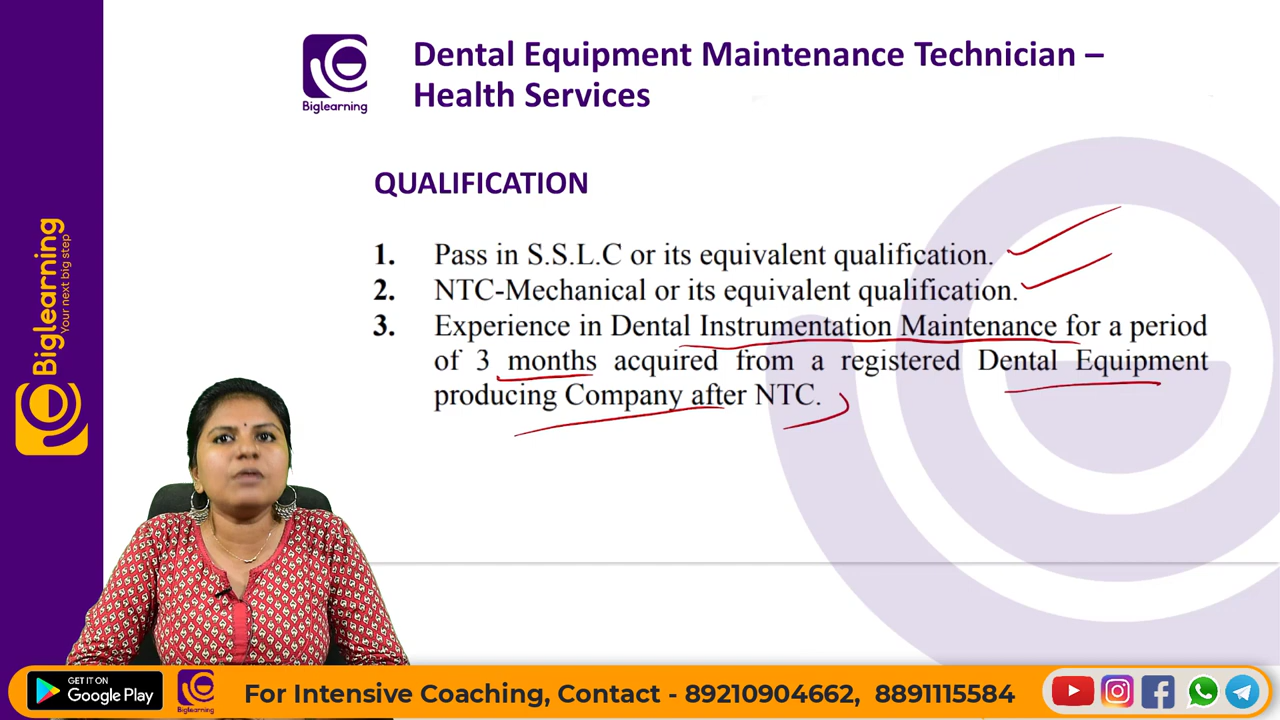 Dental Equipment Maintenance Technician –
Health Services
Biglearning
QUALIFICATION
1. Pass in S.S.L.C or its equivalent qualification.
2. NTC-Mechanical or its equivalent qualification.
3. Experience in Dental Instrumentation Maintenance for a period
of 3 months acquired from a registered Dental Equipment
producing Company after NTC.
Biglearning
Your next big step
GET IT ON
Google Play
Biglearning
For Intensive Coaching, Contact - 89210904662, 8891115584